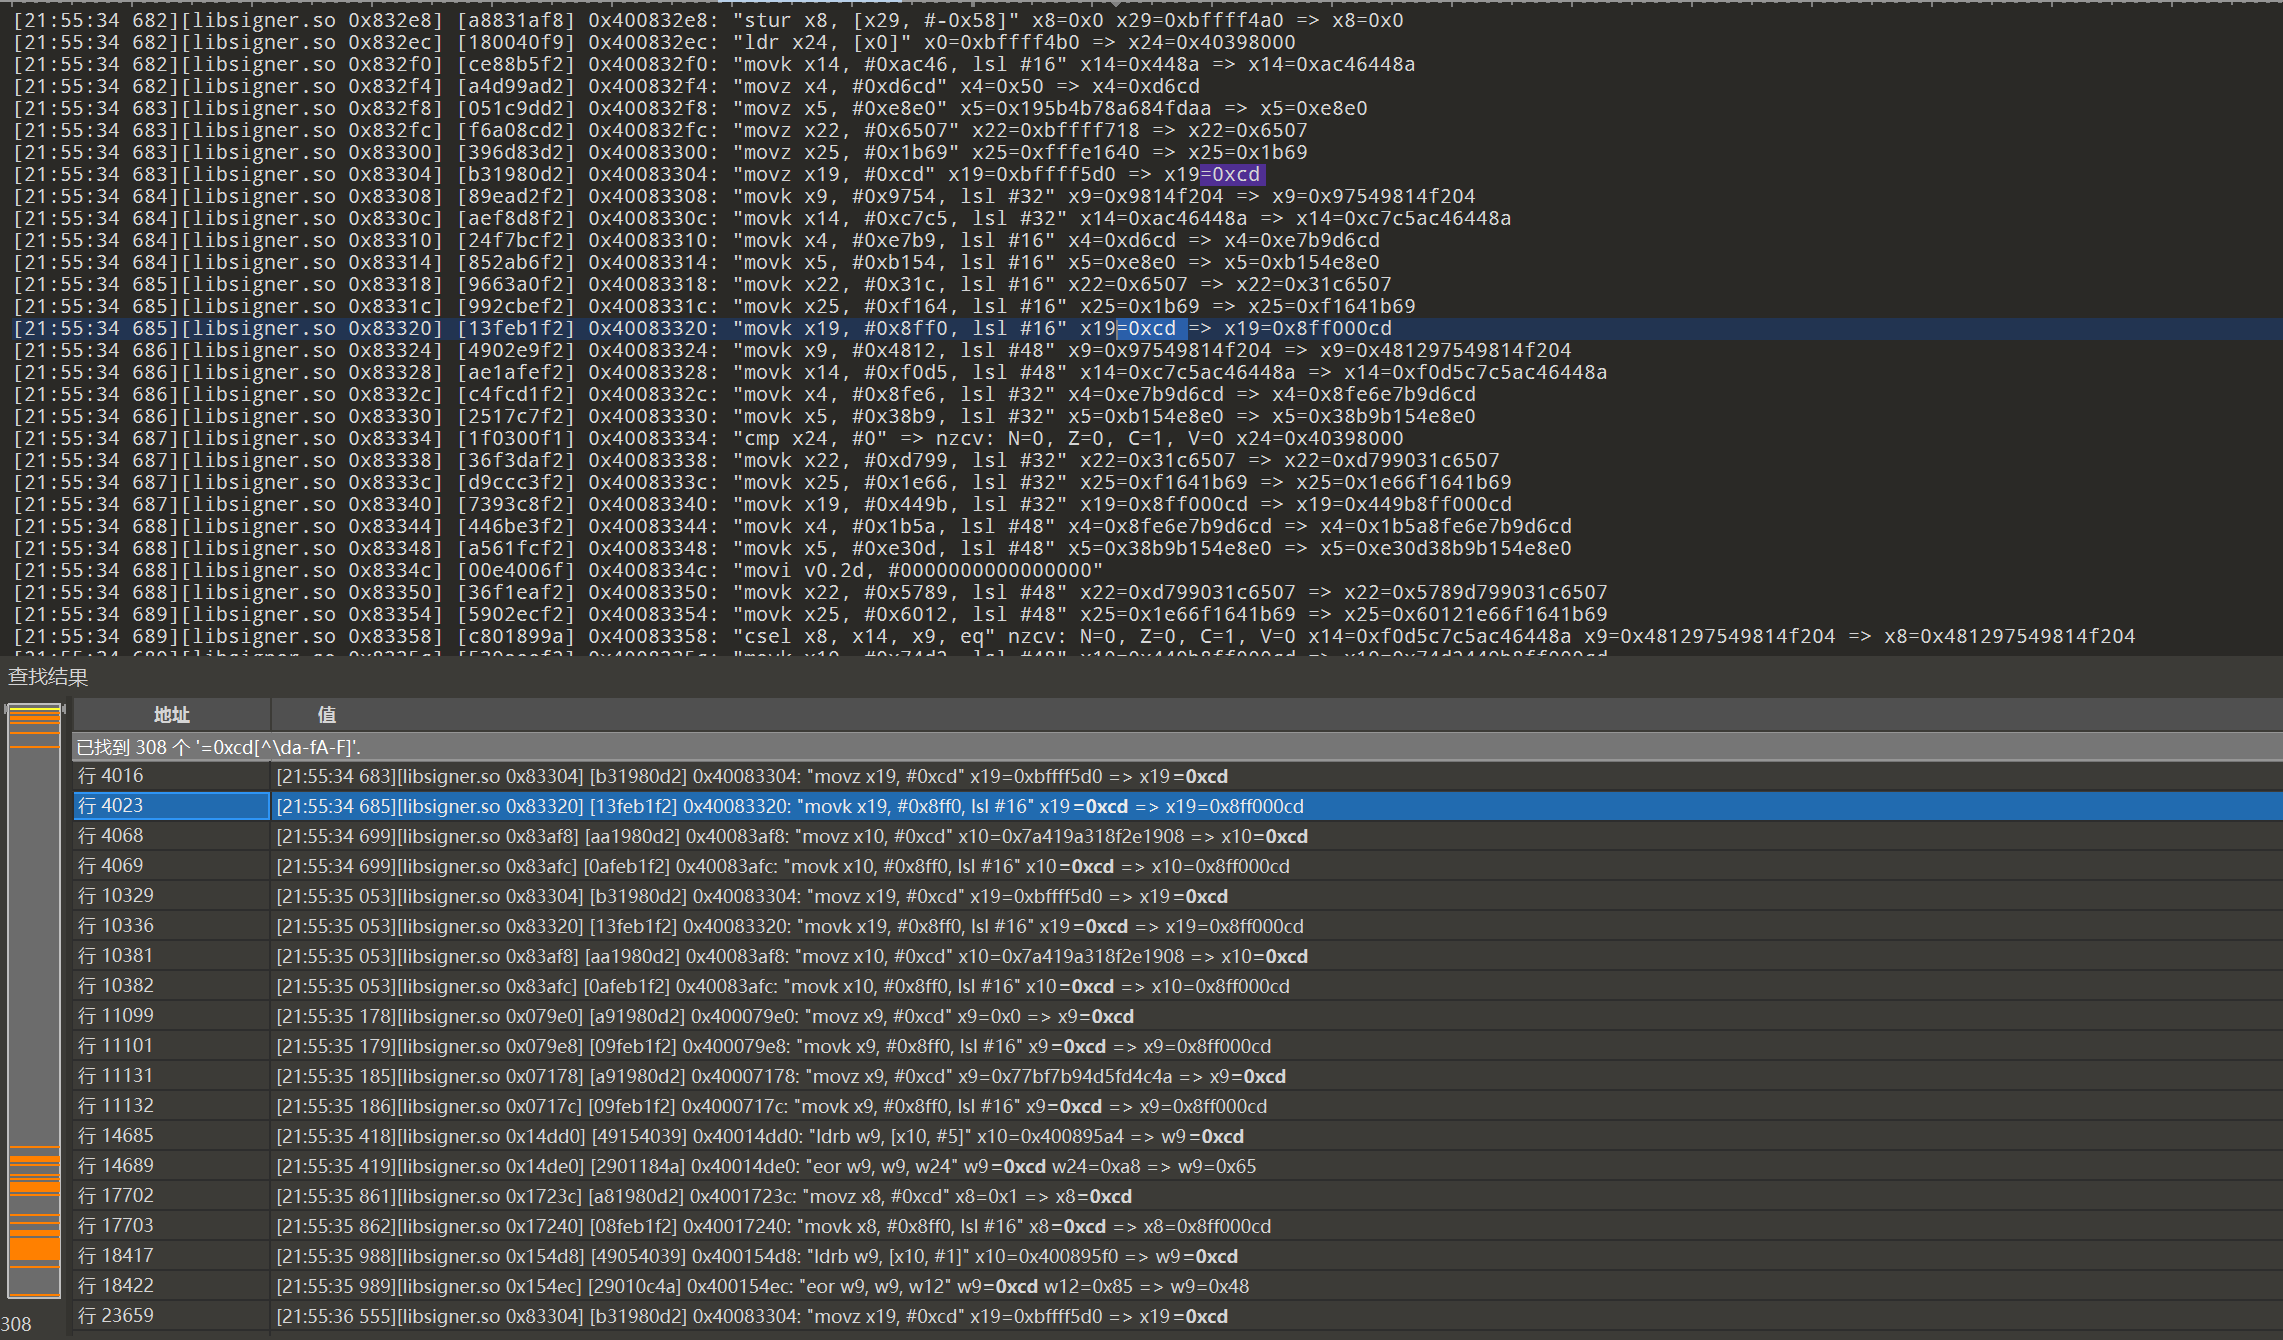 [21:55:34 682][libsigner.so 0x832e8] [a8831af8] 0x400832e8: "stur x8, [x29, #-0x58]" x8=0x0 x29=0xbffff4a0 => x8=0x0
[21:55:34 682][libsigner.so 0x832ec] [180040f9] 0x400832ec: "ldr x24, [x0]" x0=0xbffff4b0 => x24=0x40398000
[21:55:34 682][libsigner.so 0x832f0] [ce88b5f2] 0x400832f0: "movk x14, #0xac46, lsl #16" x14=0x448a => x14=0xac46448a
[21:55:34 682][libsigner.so 0x832f4] [a4d99ad2] 0x400832f4: "movz x4, #0xd6cd" x4=0x50 => x4=0xd6cd
[21:55:34 683][libsigner.so 0x832f8] [051c9dd2] 0x400832f8: "movz x5, #0xe8e0" x5=0x195b4b78a684fdaa => x5=0xe8e0
[21:55:34 683][libsigner.so 0x832fc] [f6a08cd2] 0x400832fc: "movz x22, #0x6507" x22=0xbffff718 => x22=0x6507
[21:55:34 683][libsigner.so 0x83300] [396d83d2] 0x40083300: "movz x25, #0x1b69" x25=0xfffe1640 => x25=0x1b69
[21:55:34 683][libsigner.so 0x83304] [b31980d2] 0x40083304: "movz x19, #0xcd" x19=0xbffff5d0 => x19=0xcd
[21:55:34 684][libsigner.so 0x83308] [89ead2f2] 0x40083308: "movk x9, #0x9754, lsl #32" x9=0x9814f204 => x9=0x97549814f204
[21:55:34 684][libsigner.so 0x8330c] [aef8d8f2] 0x4008330c: "movk x14, #0xc7c5, lsl #32" x14=0xac46448a => x14=0xc7c5ac46448a
[21:55:34 684][libsigner.so 0x83310] [24f7bcf2] 0x40083310: "movk x4, #0xe7b9, lsl #16" x4=0xd6cd => x4=0xe7b9d6cd
[21:55:34 684][libsigner.so 0x83314] [852ab6f2] 0x40083314: "movk x5, #0xb154, lsl #16" x5=0xe8e0 => x5=0xb154e8e0
[21:55:34 685][libsigner.so 0x83318] [9663a0f2] 0x40083318: "movk x22, #0x31c, lsl #16" x22=0x6507 => x22=0x31c6507
[21:55:34 685][libsigner.so 0x8331c] [992cbef2] 0x4008331c: "movk x25, #0xf164, lsl #16" x25=0x1b69 => x25=0xf1641b69
[21:55:34 685][libsigner.so 0x83320] [13feb1f2] 0x40083320: "movk x19, #0x8ff0, lsl #16" x19=0xcd => x19=0x8ff000cd
[21:55:34 686][libsigner.so 0x83324] [4902e9f2] 0x40083324: "movk x9, #0x4812, lsl #48" x9=0x97549814f204 => x9=0x481297549814f204
[21:55:34 686][libsigner.so 0x83328] [ae1afef2] 0x40083328: "movk x14, #0xf0d5, lsl #48" x14=0xc7c5ac46448a => x14=0xf0d5c7c5ac46448a
[21:55:34 686][libsigner.so 0x8332c] [c4fcd1f2] 0x4008332c: "movk x4, #0x8fe6, lsl #32" x4=0xe7b9d6cd => x4=0x8fe6e7b9d6cd
[21:55:34 686][libsigner.so 0x83330] [2517c7f2] 0x40083330: "movk x5, #0x38b9, lsl #32" x5=0xb154e8e0 => x5=0x38b9b154e8e0
[21:55:34 687][libsigner.so 0x83334] [1f0300f1] 0x40083334: "cmp x24, #0" => nzcv: N=0, Z=0, C=1, V=0 x24=0x40398000
[21:55:34 687][libsigner.so 0x83338] [36f3daf2] 0x40083338: "movk x22, #0xd799, lsl #32" x22=0x31c6507 => x22=0xd799031c6507
[21:55:34 687][libsigner.so 0x8333c] [d9ccc3f2] 0x4008333c: "movk x25, #0x1e66, lsl #32" x25=0xf1641b69 => x25=0x1e66f1641b69
[21:55:34 687][libsigner.so 0x83340] [7393c8f2] 0x40083340: "movk x19, #0x449b, lsl #32" x19=0x8ff000cd => x19=0x449b8ff000cd
[21:55:34 688][libsigner.so 0x83344] [446be3f2] 0x40083344: "movk x4, #0x1b5a, lsl #48" x4=0x8fe6e7b9d6cd => x4=0x1b5a8fe6e7b9d6cd
[21:55:34 688][libsigner.so 0x83348] [a561fcf2] 0x40083348: "movk x5, #0xe30d, lsl #48" x5=0x38b9b154e8e0 => x5=0xe30d38b9b154e8e0
[21:55:34 688][libsigner.so 0x8334c] [00e4006f] 0x4008334c: "movi v0.2d, #0000000000000000"
[21:55:34 688][libsigner.so 0x83350] [36f1eaf2] 0x40083350: "movk x22, #0x5789, lsl #48" x22=0xd799031c6507 => x22=0x5789d799031c6507
[21:55:34 689][libsigner.so 0x83354] [5902ecf2] 0x40083354: "movk x25, #0x6012, lsl #48" x25=0x1e66f1641b69 => x25=0x60121e66f1641b69
[21:55:34 689][libsigner.so 0x83358] [c801899a] 0x40083358: "csel x8, x14, x9, eq" nzcv: N=0, Z=0, C=1, V=0 x14=0xf0d5c7c5ac46448a x9=0x481297549814f204 => x8=0x481297549814f204
查找结果
地址 值
已找到 308 个 '=0xcd[^\da-fA-F]'.
行 4016 [21:55:34 683][libsigner.so 0x83304] [b31980d2] 0x40083304: "movz x19, #0xcd" x19=0xbffff5d0 => x19=0xcd
行 4023 [21:55:34 685][libsigner.so 0x83320] [13feb1f2] 0x40083320: "movk x19, #0x8ff0, lsl #16" x19=0xcd => x19=0x8ff000cd
行 4068 [21:55:34 699][libsigner.so 0x83af8] [aa1980d2] 0x40083af8: "movz x10, #0xcd" x10=0x7a419a318f2e1908 => x10=0xcd
行 4069 [21:55:34 699][libsigner.so 0x83afc] [0afeb1f2] 0x40083afc: "movk x10, #0x8ff0, lsl #16" x10=0xcd => x10=0x8ff000cd
行 10329 [21:55:35 053][libsigner.so 0x83304] [b31980d2] 0x40083304: "movz x19, #0xcd" x19=0xbffff5d0 => x19=0xcd
行 10336 [21:55:35 053][libsigner.so 0x83320] [13feb1f2] 0x40083320: "movk x19, #0x8ff0, lsl #16" x19=0xcd => x19=0x8ff000cd
行 10381 [21:55:35 053][libsigner.so 0x83af8] [aa1980d2] 0x40083af8: "movz x10, #0xcd" x10=0x7a419a318f2e1908 => x10=0xcd
行 10382 [21:55:35 053][libsigner.so 0x83afc] [0afeb1f2] 0x40083afc: "movk x10, #0x8ff0, lsl #16" x10=0xcd => x10=0x8ff000cd
行 11099 [21:55:35 178][libsigner.so 0x079e0] [a91980d2] 0x400079e0: "movz x9, #0xcd" x9=0x0 => x9=0xcd
行 11101 [21:55:35 179][libsigner.so 0x079e8] [09feb1f2] 0x400079e8: "movk x9, #0x8ff0, lsl #16" x9=0xcd => x9=0x8ff000cd
行 11131 [21:55:35 185][libsigner.so 0x07178] [a91980d2] 0x40007178: "movz x9, #0xcd" x9=0x77bf7b94d5fd4c4a => x9=0xcd
行 11132 [21:55:35 186][libsigner.so 0x0717c] [09feb1f2] 0x4000717c: "movk x9, #0x8ff0, lsl #16" x9=0xcd => x9=0x8ff000cd
行 14685 [21:55:35 418][libsigner.so 0x14dd0] [49154039] 0x40014dd0: "ldrb w9, [x10, #5]" x10=0x400895a4 => w9=0xcd
行 14689 [21:55:35 419][libsigner.so 0x14de0] [2901184a] 0x40014de0: "eor w9, w9, w24" w9=0xcd w24=0xa8 => w9=0x65
行 17702 [21:55:35 861][libsigner.so 0x1723c] [a81980d2] 0x4001723c: "movz x8, #0xcd" x8=0x1 => x8=0xcd
行 17703 [21:55:35 862][libsigner.so 0x17240] [08feb1f2] 0x40017240: "movk x8, #0x8ff0, lsl #16" x8=0xcd => x8=0x8ff000cd
行 18417 [21:55:35 988][libsigner.so 0x154d8] [49054039] 0x400154d8: "ldrb w9, [x10, #1]" x10=0x400895f0 => w9=0xcd
行 18422 [21:55:35 989][libsigner.so 0x154ec] [29010c4a] 0x400154ec: "eor w9, w9, w12" w9=0xcd w12=0x85 => w9=0x48
行 23659 [21:55:36 555][libsigner.so 0x83304] [b31980d2] 0x40083304: "movz x19, #0xcd" x19=0xbffff5d0 => x19=0xcd
308